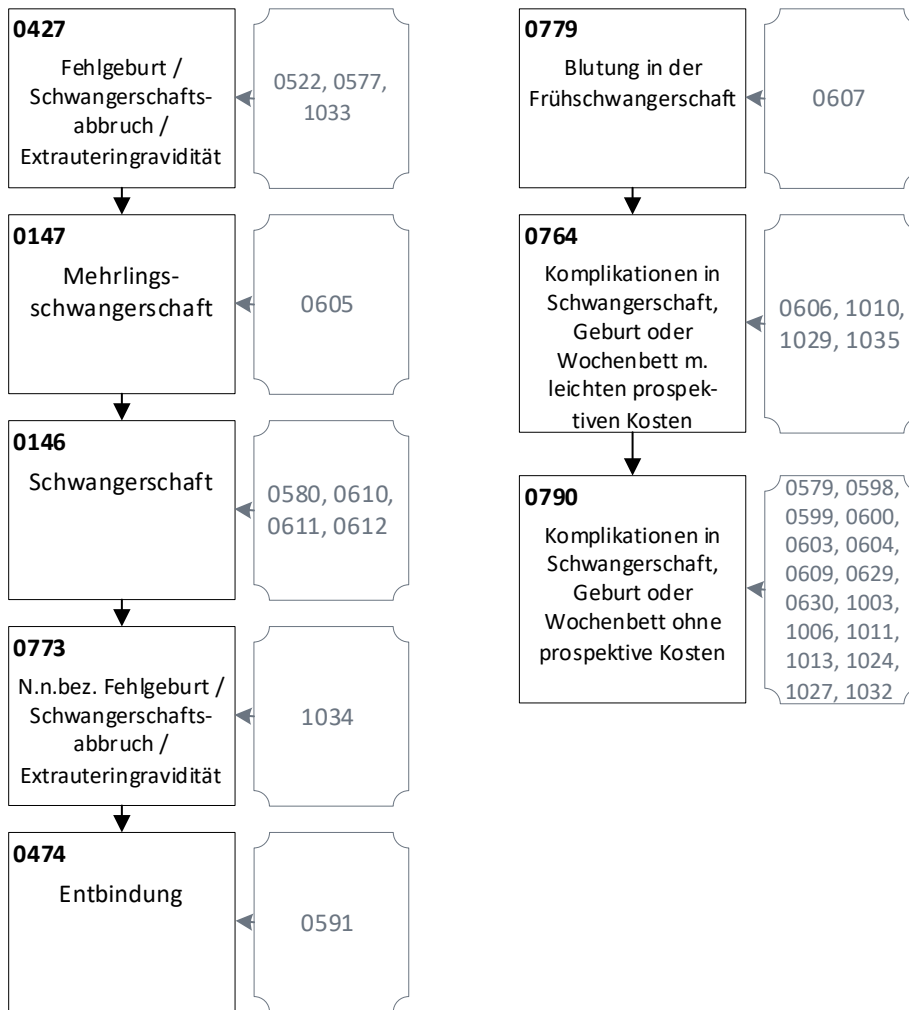 0427
Fehlgeburt /
Schwangerschafts-
abbruch /
Extrauteringravidität
0522, 0577,
1033
0147
Mehrlings-
schwangerschaft
0605
0146
Schwangerschaft
0580, 0610,
0611, 0612
0773
N.n.bez. Fehlgeburt /
Schwangerschafts-
abbruch /
Extrauteringravidität
1034
0474
Entbindung
0591
0779
Blutung in der
Frühschwangerschaft
0607
0764
Komplikationen in
Schwangerschaft,
Geburt oder
Wochenbett m.
leichten prospek-
tiven Kosten
0606, 1010,
1029, 1035
0790
Komplikationen in
Schwangerschaft,
Geburt oder
Wochenbett ohne
prospektive Kosten
0579, 0598,
0599, 0600,
0603, 0604,
0609, 0629,
0630, 1003,
1006, 1011,
1013, 1024,
1027, 1032